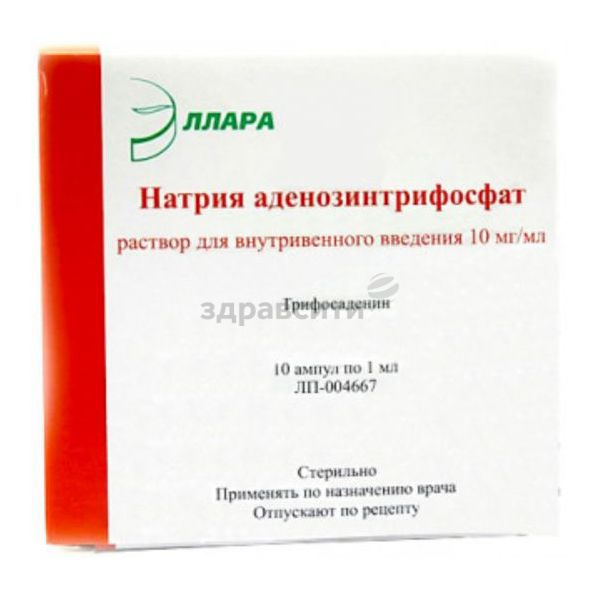 ЭЛЛАРА
Натрия аденозинтрифосфат
раствор для внутривенного введения 10 мг/мл
Трифосаденин
здравсити
10 ампул по 1 мл
ЛП-004667
Стерильно
Применять по назначению врача
Отпускают по рецепту